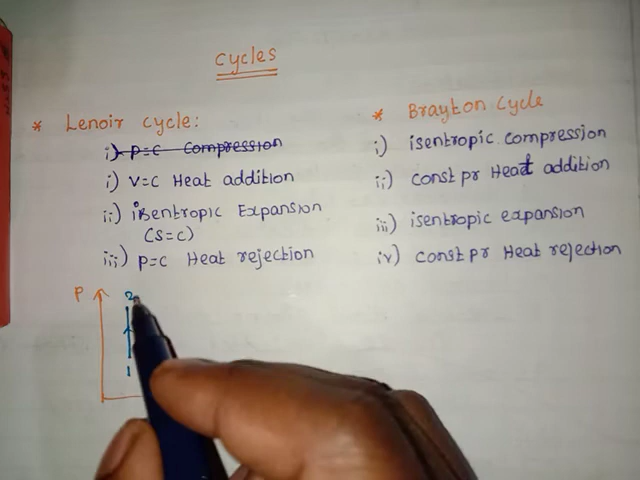 Cycles
* Lenoir cycle:
i) P=C Compression
i) V=C Heat addition
ii) isentropic Expansion
(S=C)
iii) P=C Heat rejection
* Brayton Cycle
i) isentropic compression
ii) const pr Heat addition
iii) isentropic expansion
iv) const pr Heat rejection
P
2
1